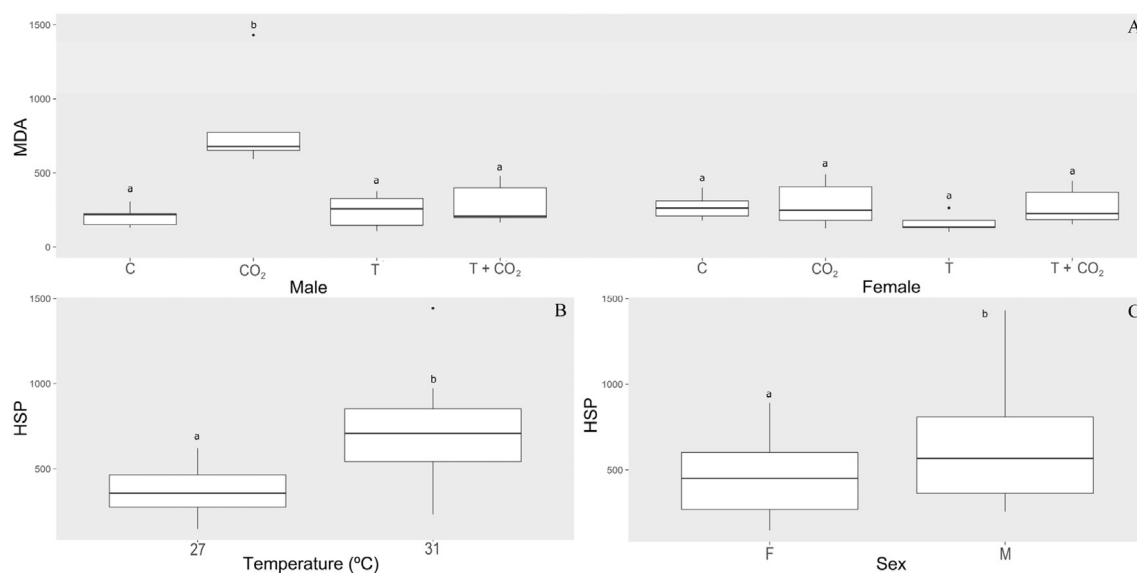 A
1500
1000
500
0
MDA
b
a
a
a
a
a
a
a
C
CO₂
T
T + CO₂
C
CO₂
T
T + CO₂
Male
Female
B
1500
1000
500
HSP
a
b
27
31
Temperature (ºC)
C
1500
1000
500
HSP
a
b
F
M
Sex